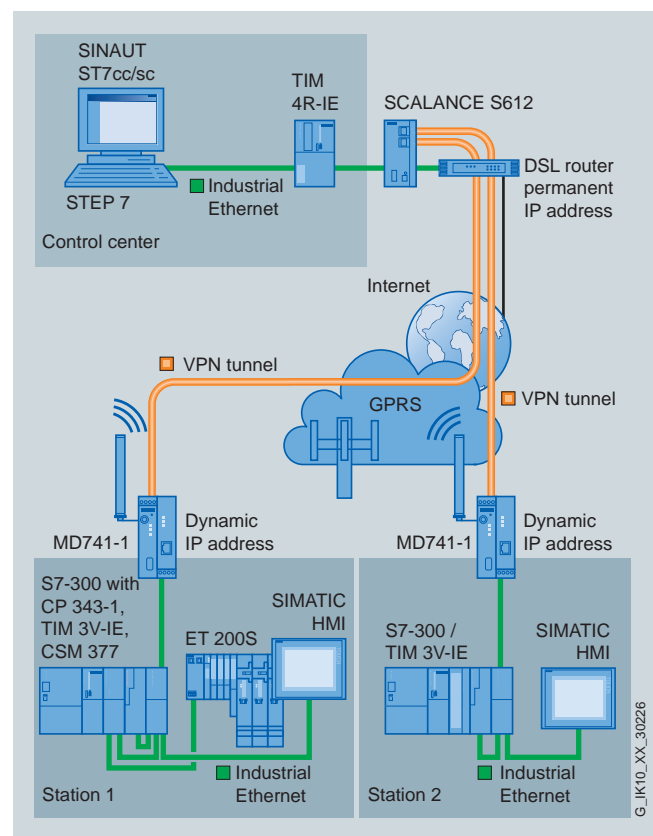 SINAUT
ST7cc/sc
TIM
4R-IE
SCALANCE S612
STEP 7
Industrial
Ethernet
DSL router
permanent
IP address
Control center
Internet
VPN tunnel
GPRS
VPN tunnel
MD741-1
Dynamic
IP address
MD741-1
Dynamic
IP address
S7-300 with
CP 343-1,
TIM 3V-IE,
CSM 377
ET 200S
SIMATIC
HMI
S7-300 /
TIM 3V-IE
SIMATIC
HMI
Station 1
Industrial
Ethernet
Station 2
Industrial
Ethernet
G_IK10_XX_30226